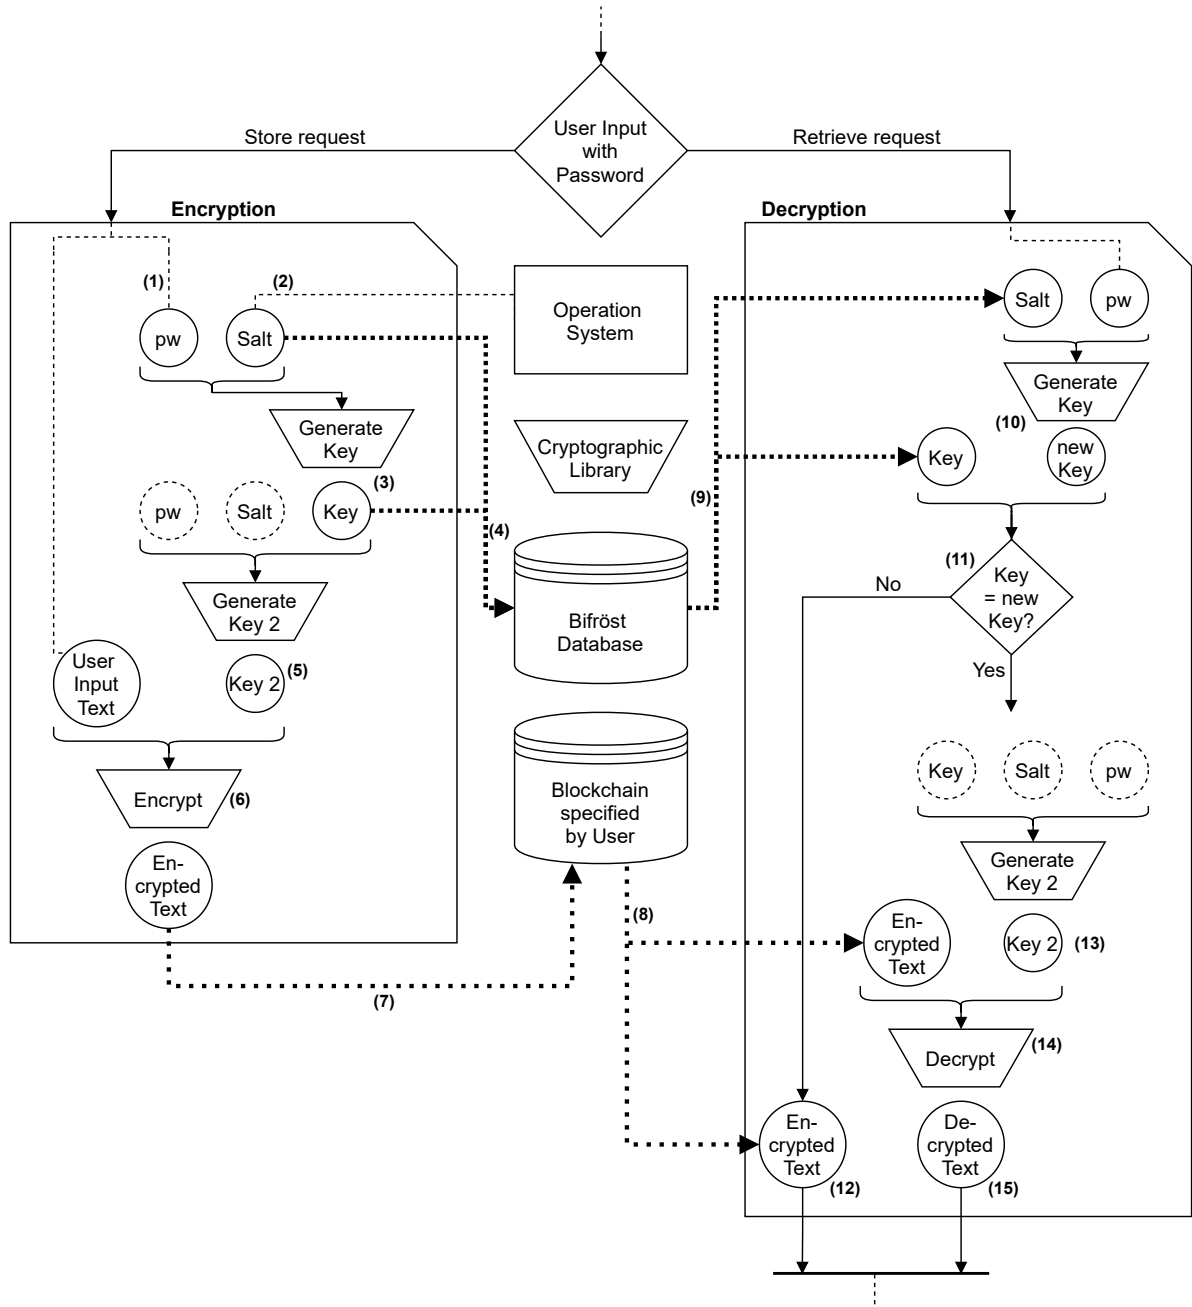 User Input
with
Password
Store request
Retrieve request
Encryption
(1)
(2)
pw
Salt
Generate
Key
(3)
pw
Salt
Key
(4)
Generate
Key 2
User
Input
Text
Key 2
(5)
Encrypt
(6)
En-
crypted
Text
(7)
Operation
System
Cryptographic
Library
Bifröst
Database
Blockchain
specified
by User
(8)
(9)
Decryption
Salt
pw
Generate
Key
(10)
Key
new
Key
(11)
Key
= new
Key?
No
Yes
Key
Salt
pw
Generate
Key 2
En-
crypted
Text
Key 2
(13)
Decrypt
(14)
En-
crypted
Text
(12)
De-
crypted
Text
(15)